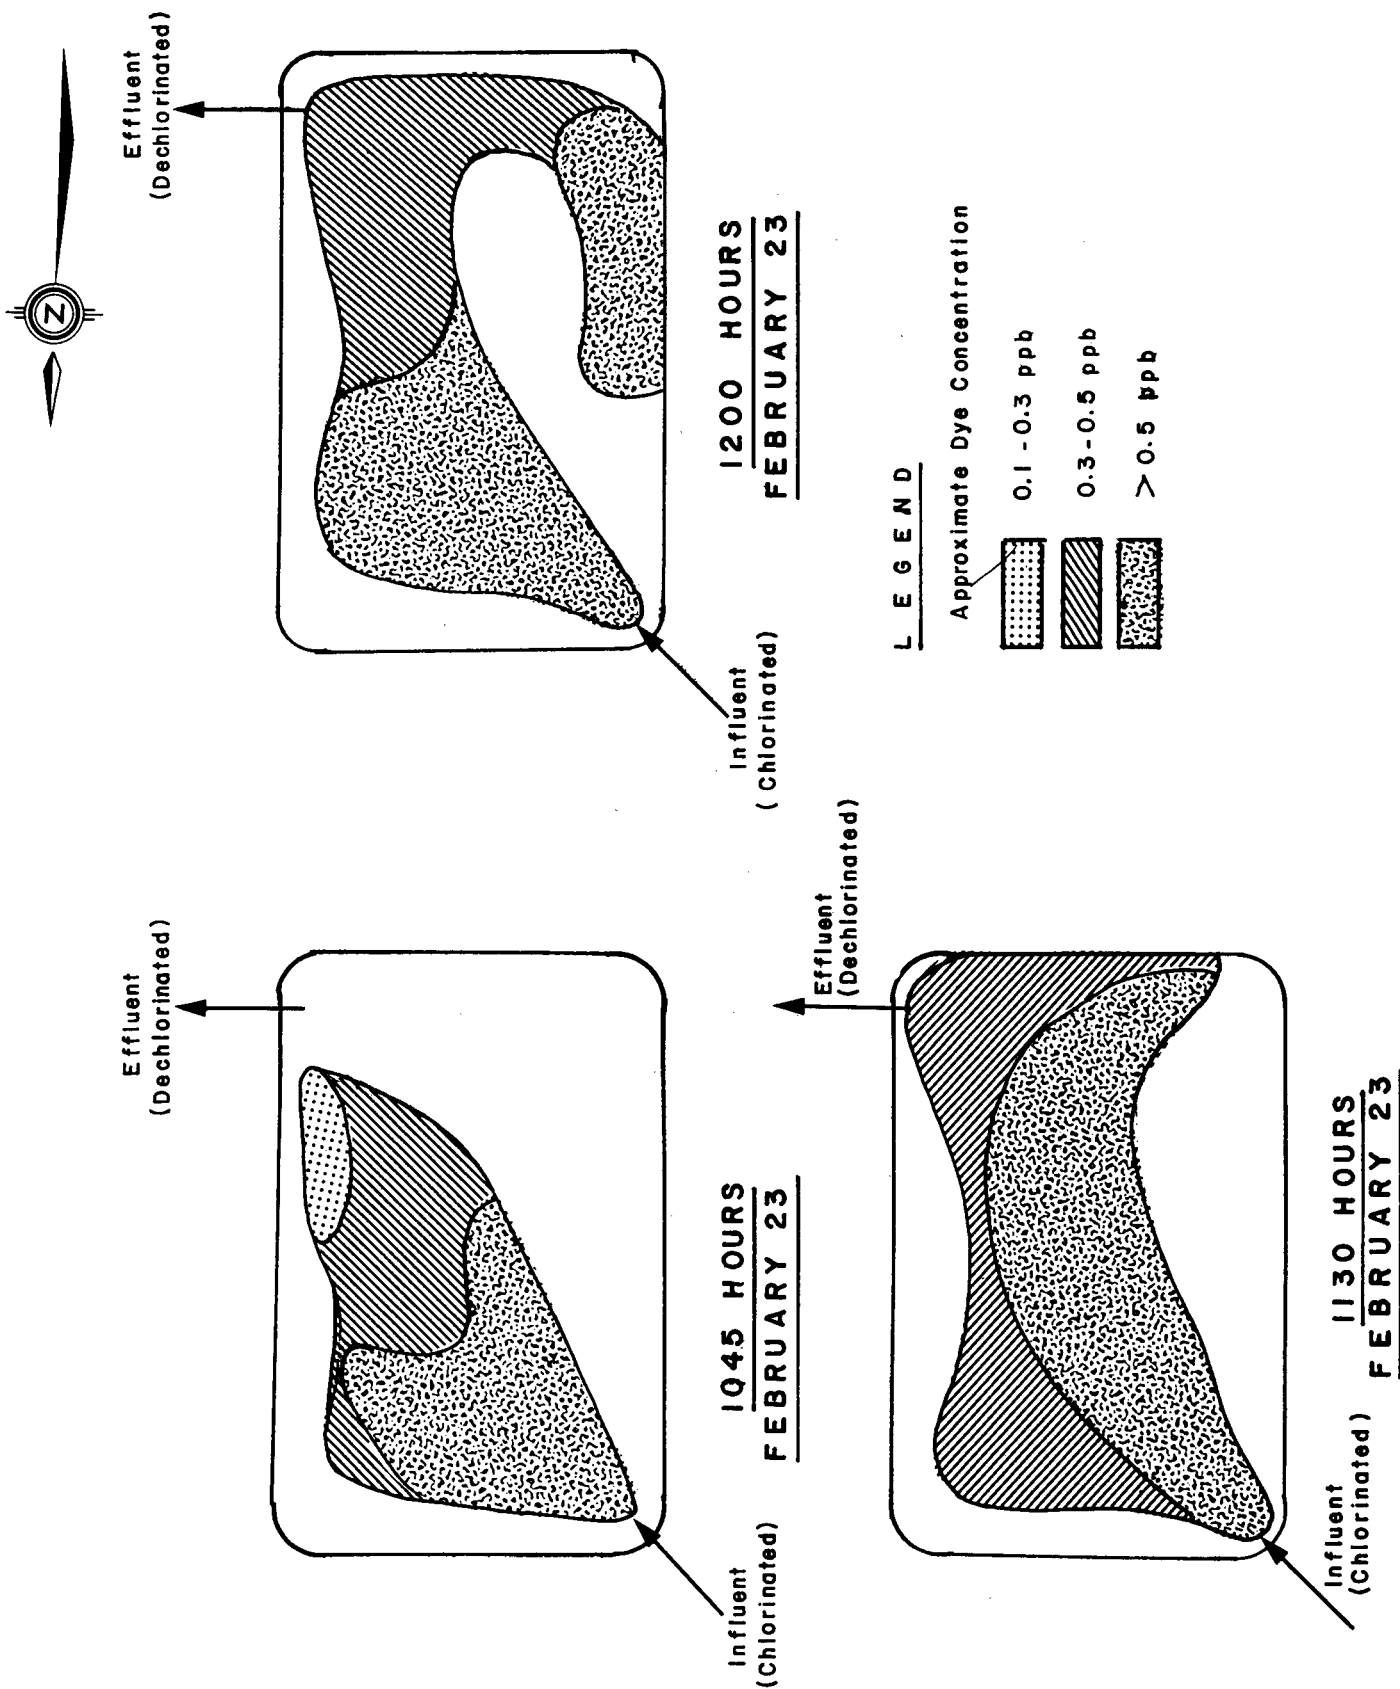 N
Effluent
(Dechlorinated)
Influent
(Chlorinated)
1045 HOURS
FEBRUARY 23
Effluent
(Dechlorinated)
Influent
(Chlorinated)
1200 HOURS
FEBRUARY 23
Effluent
(Dechlorinated)
Influent
(Chlorinated)
1130 HOURS
FEBRUARY 23
LEGEND
Approximate Dye Concentration
0.1-0.3 ppb
0.3-0.5 ppb
>0.5 ppb